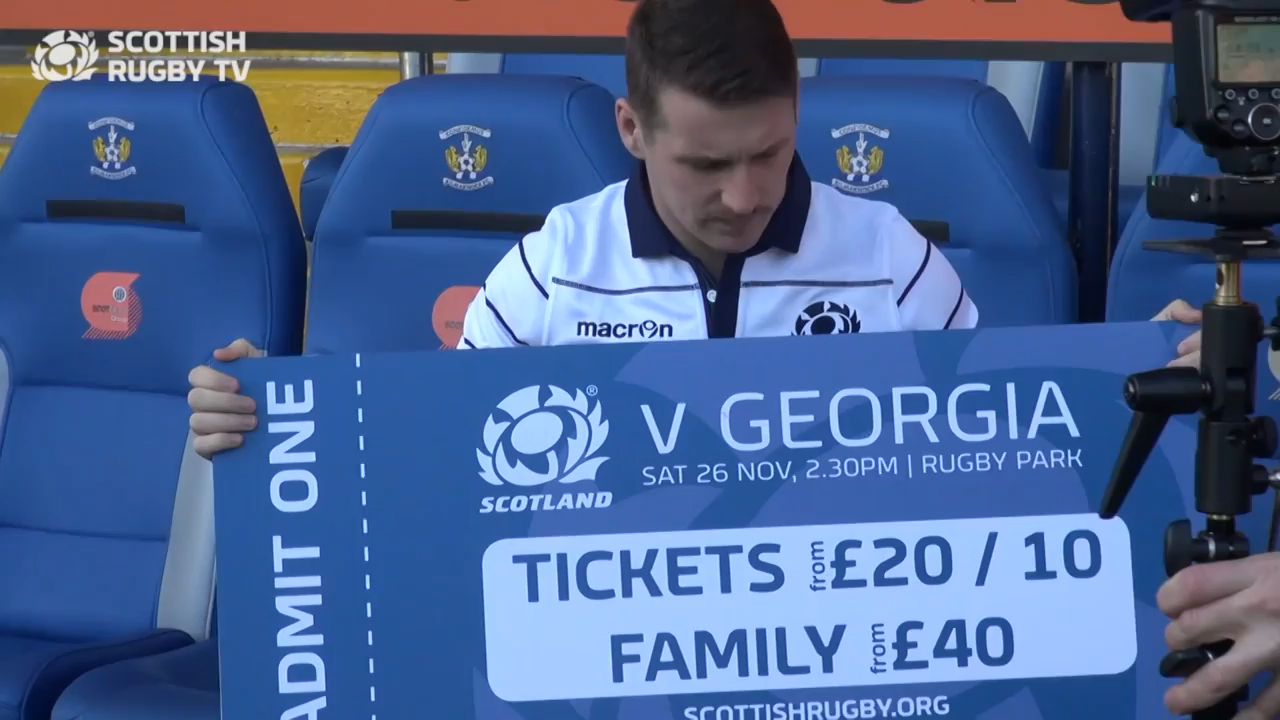 SCOTTISH
RUGBY TV
macron
ADMIT ONE
SCOTLAND
V GEORGIA
SAT 26 NOV, 2.30PM | RUGBY PARK
TICKETS from £20 / 10
FAMILY from £40
SCOTTISHRUGBY.ORG